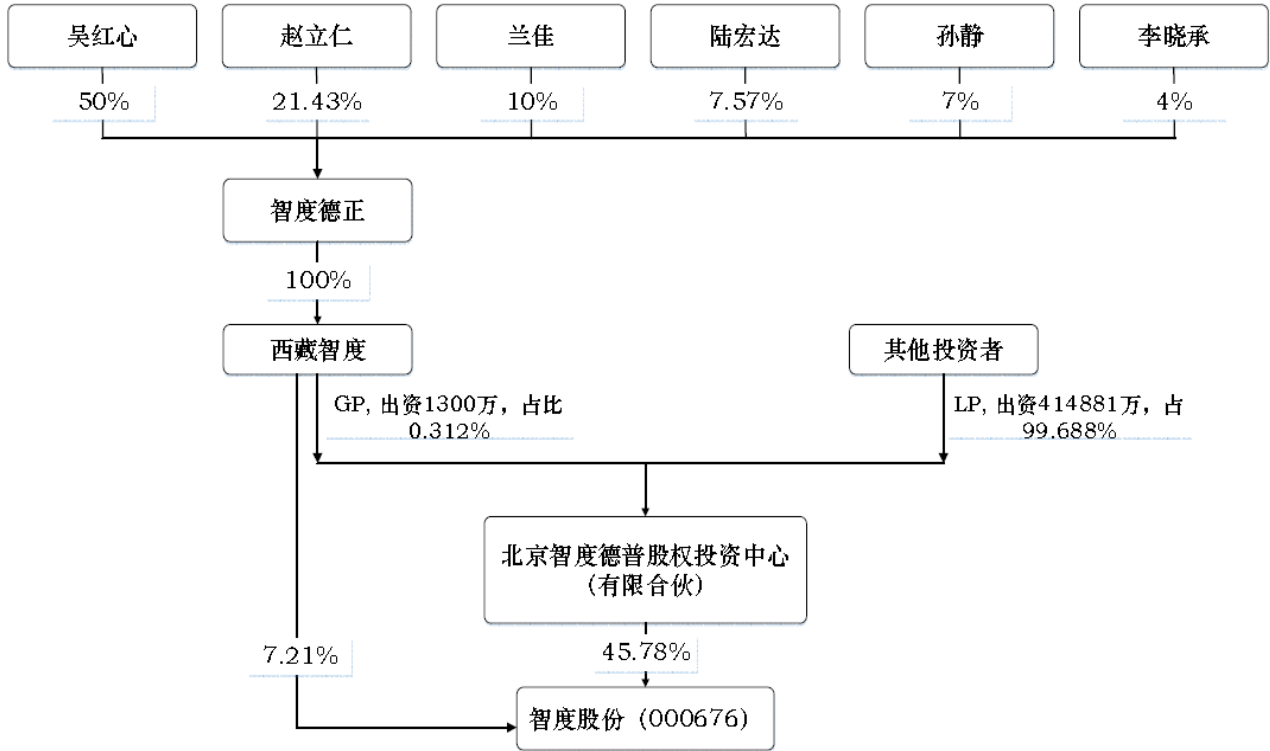 吴红心
赵立仁
兰佳
陆宏达
孙静
李晓承
50%
21.43%
10%
7.57%
7%
4%
智度德正
100%
西藏智度
其他投资者
GP, 出资1300万，占比
0.312%
LP, 出资414881万，占
99.688%
北京智度德普股权投资中心
（有限合伙）
7.21%
45.78%
智度股份（000676）